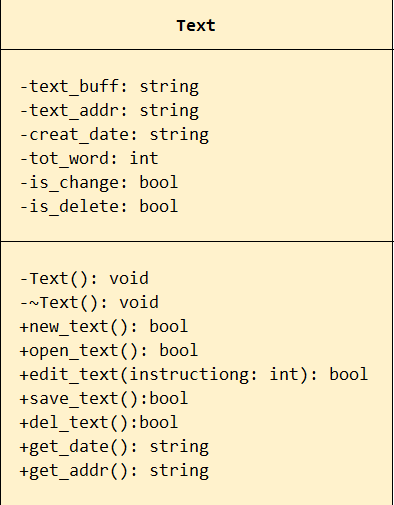 Text
-text_buff: string
-text_addr: string
-creat_date: string
-tot_word: int
-is_change: bool
-is_delete: bool
-Text(): void
-~Text(): void
+new_text(): bool
+open_text(): bool
+edit_text(instructiong: int): bool
+save_text():bool
+del_text():bool
+get_date(): string
+get_addr(): string